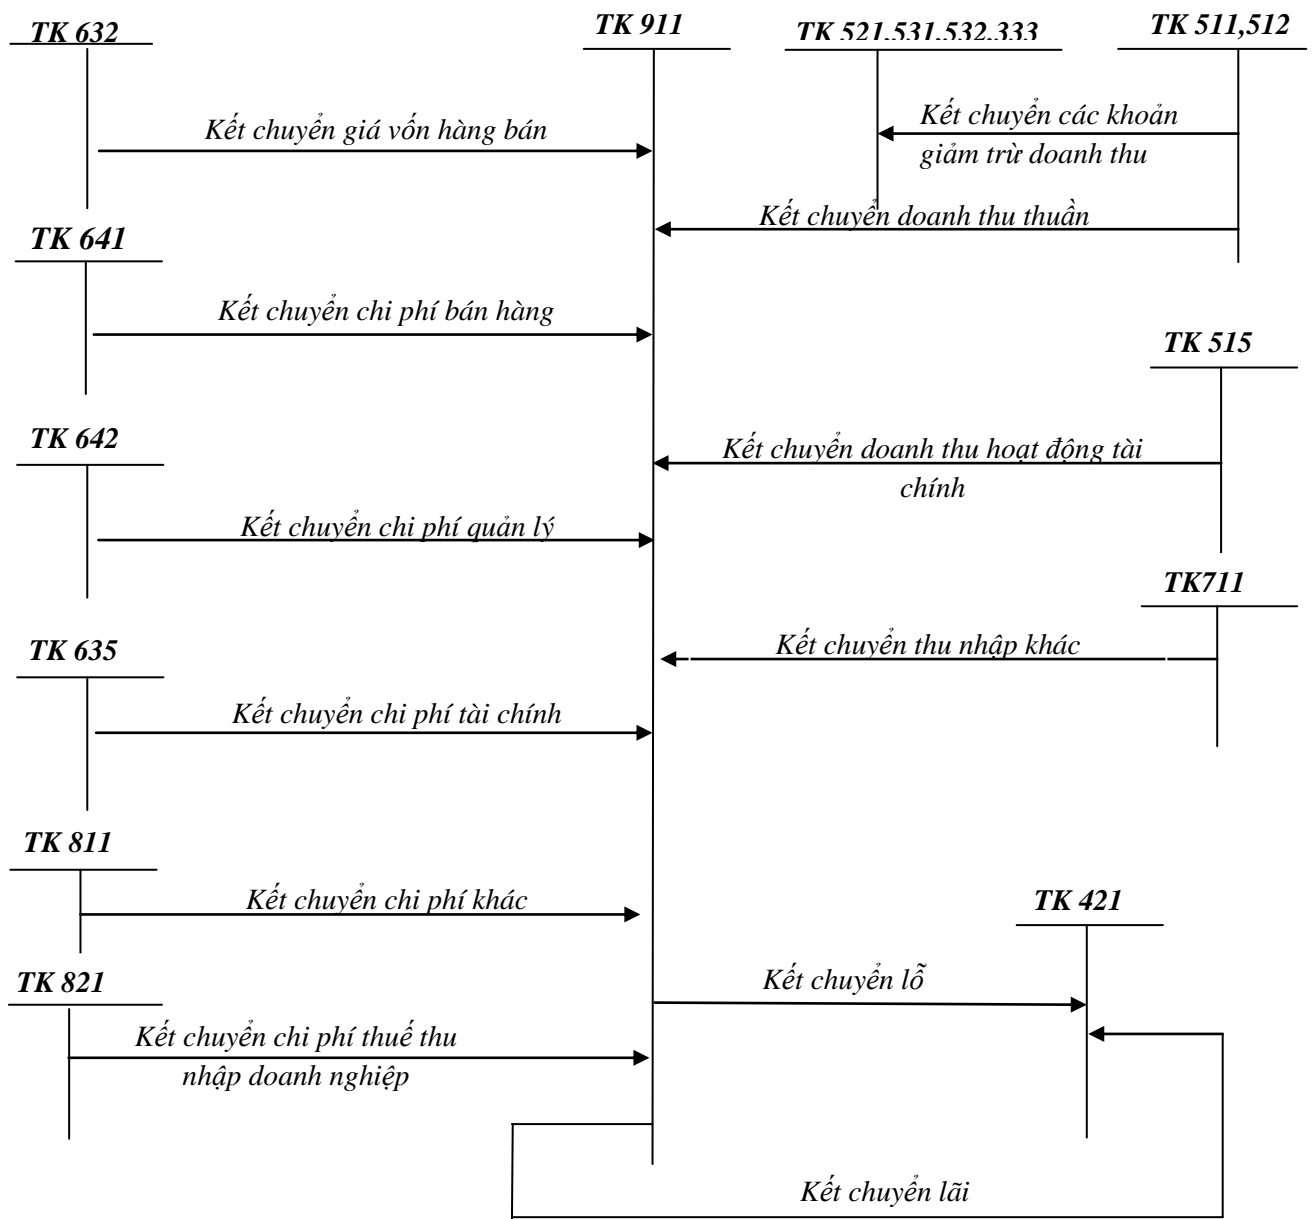 TK 632
TK 911
TK 521,531,532,333
TK 511,512
Kết chuyển giá vốn hàng bán
Kết chuyển các khoản
giảm trừ doanh thu
Kết chuyển doanh thu thuần
TK 641
Kết chuyển chi phí bán hàng
TK 515
TK 642
Kết chuyển doanh thu hoạt động tài
chính
Kết chuyển chi phí quản lý
TK711
TK 635
Kết chuyển thu nhập khác
Kết chuyển chi phí tài chính
TK 811
Kết chuyển chi phí khác
TK 421
TK 821
Kết chuyển lỗ
Kết chuyển chi phí thuế thu
nhập doanh nghiệp
Kết chuyển lãi